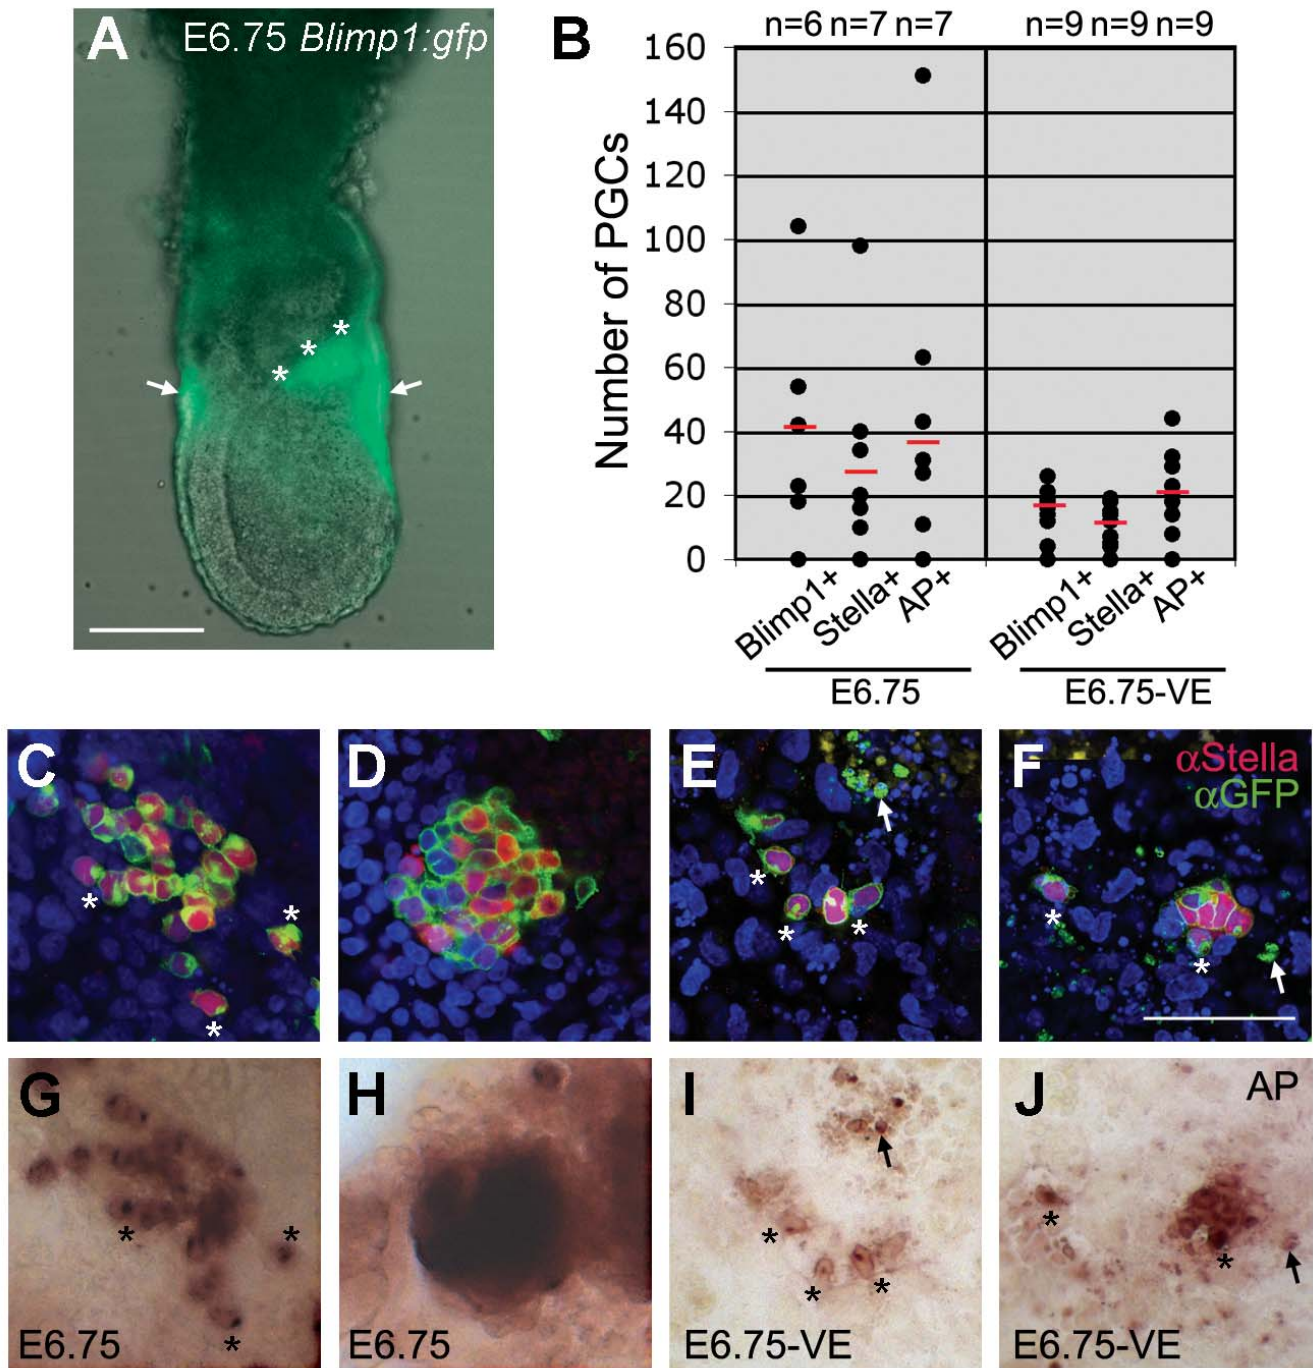 A E6.75 Blimp1:gfp
* * *
B
n=6 n=7 n=7 n=9 n=9 n=9
Number of PGCs
160
140
120
100
80
60
40
20
0
Blimp1+ Stella+ AP+ Blimp1+ Stella+ AP+
E6.75 E6.75-VE
C D E F αStella
αGFP
* * *
* * *
* *
G H I J AP
* * *
* * *
* *
E6.75 E6.75 E6.75-VE E6.75-VE